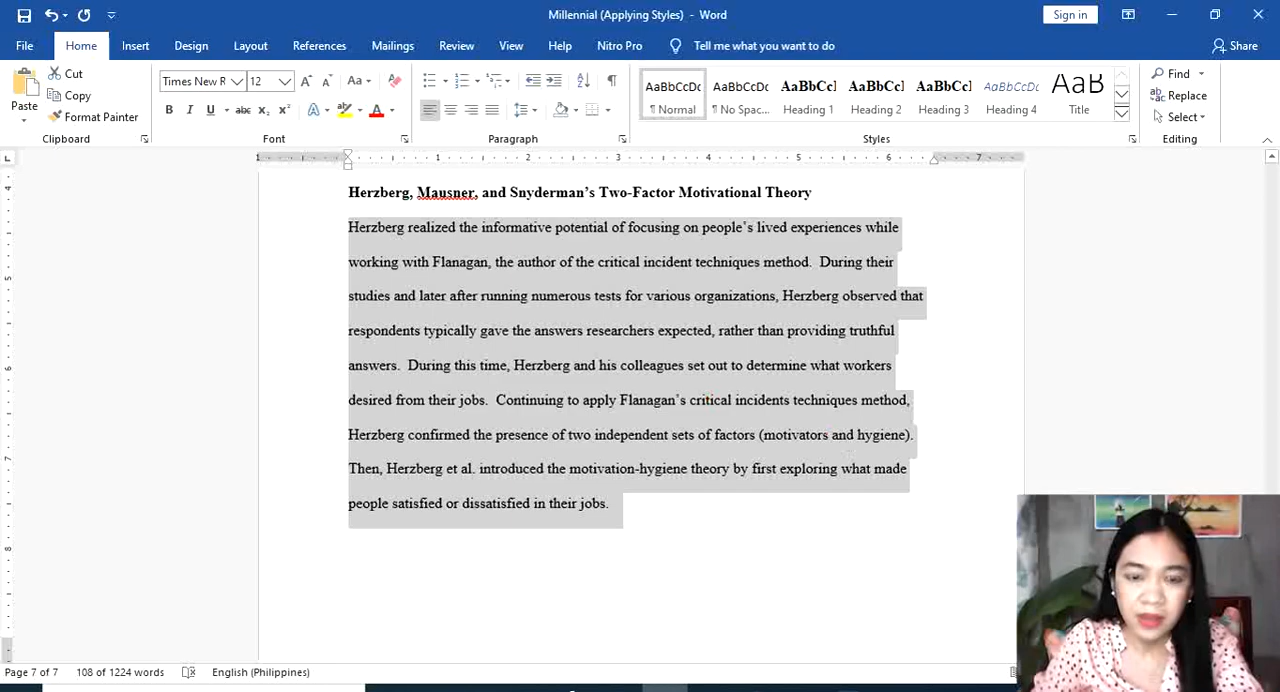 Millennial (Applying Styles) - Word
Sign in
File Home Insert Design Layout References Mailings Review View Help Nitro Pro Tell me what you want to do Share
Paste
Cut
Copy
Format Painter
Clipboard
Times New R 12
Font
Paragraph
AaBbCcDc AaBbCcDc AaBbCcI AaBbCcI AaBbCcI AaBbCcDc AaB
¶ Normal ¶ No Spac... Heading 1 Heading 2 Heading 3 Heading 4 Title
Styles
Find
Replace
Select
Editing
Herzberg, Mausner, and Snyderman’s Two-Factor Motivational Theory
Herzberg realized the informative potential of focusing on people’s lived experiences while
working with Flanagan, the author of the critical incident techniques method.  During their
studies and later after running numerous tests for various organizations, Herzberg observed that
respondents typically gave the answers researchers expected, rather than providing truthful
answers.  During this time, Herzberg and his colleagues set out to determine what workers
desired from their jobs.  Continuing to apply Flanagan’s critical incidents techniques method,
Herzberg confirmed the presence of two independent sets of factors (motivators and hygiene).
Then, Herzberg et al. introduced the motivation-hygiene theory by first exploring what made
people satisfied or dissatisfied in their jobs.
Page 7 of 7 108 of 1224 words English (Philippines)